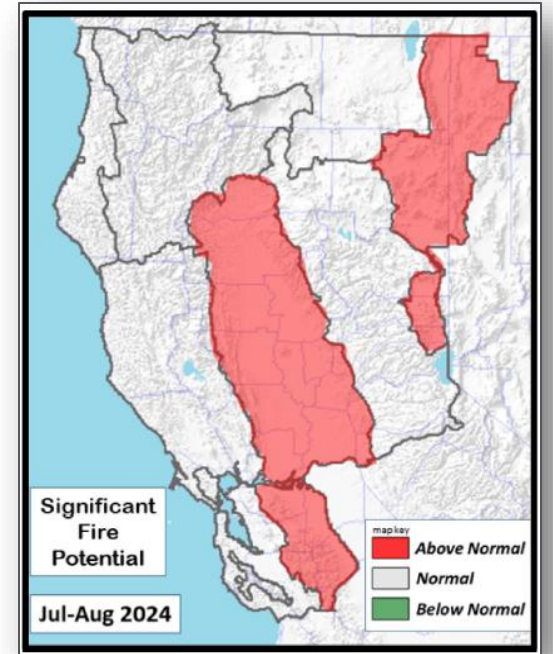 Significant
Fire
Potential
Jul-Aug 2024
mapkey
Above Normal
Normal
Below Normal